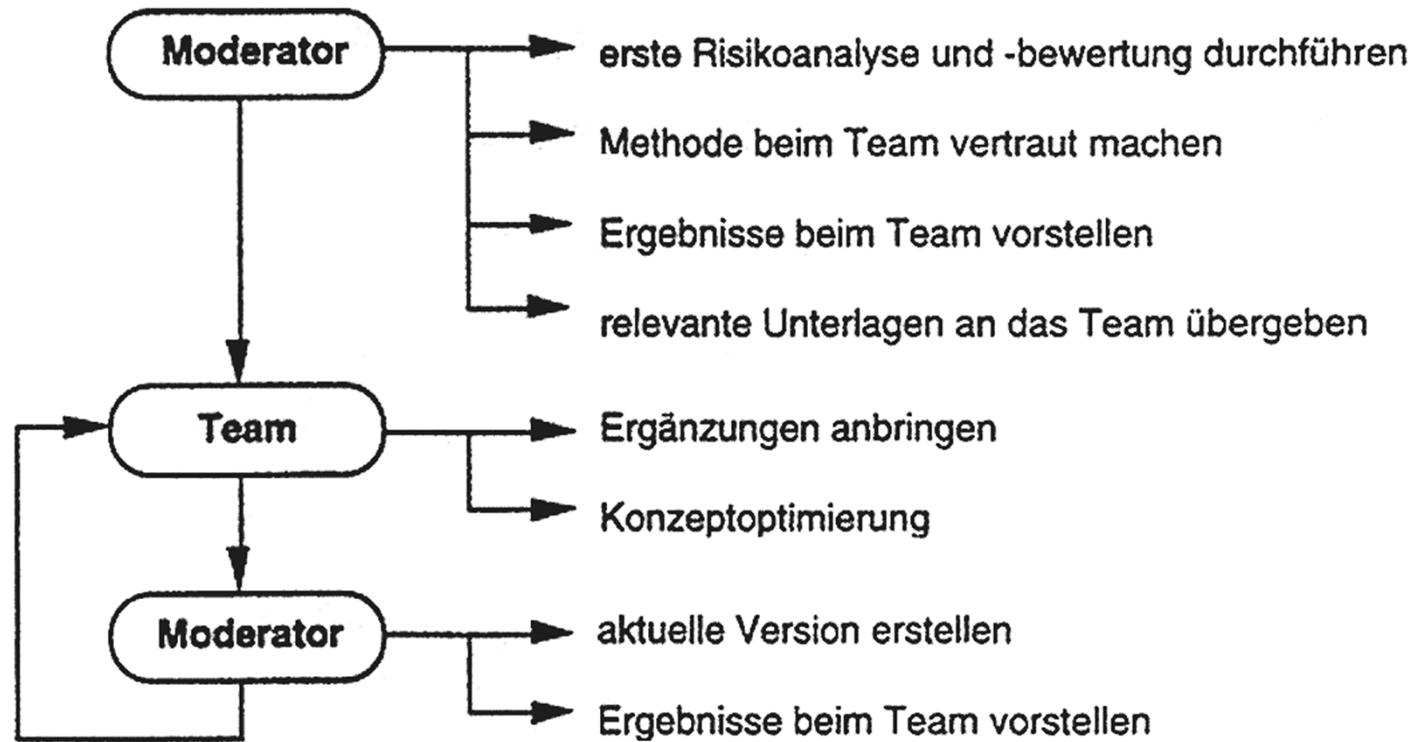 Moderator
erste Risikoanalyse und -bewertung durchführen
Methode beim Team vertraut machen
Ergebnisse beim Team vorstellen
relevante Unterlagen an das Team übergeben
Team
Ergänzungen anbringen
Konzeptoptimierung
Moderator
aktuelle Version erstellen
Ergebnisse beim Team vorstellen